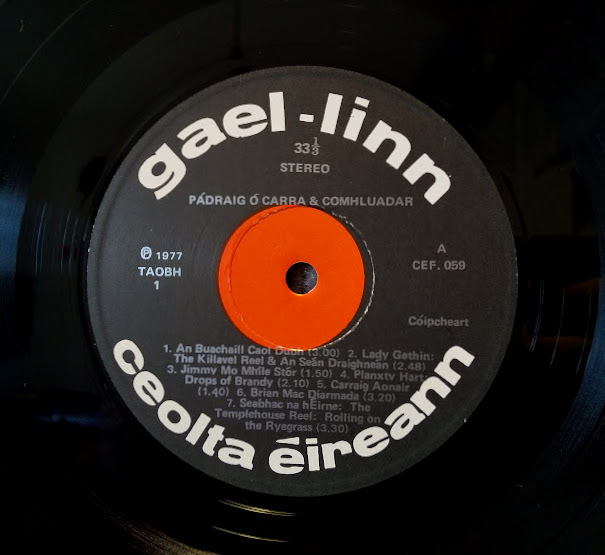 gael-linn
33 1/3
STEREO
PÁDRAIG Ó CARRA & COMHLUADAR
℗ 1977
TAOBH
1
A
CEF. 059
Cóipcheart
1. An Buachaill Caol Dubh (3.00) 2. Lady Gethin:
The Killavel Reel & An Seán Draighneán (2.48)
3. Jimmy Mo Mhíle Stór (1.50) 4. Planxty Hart
Drops of Brandy (2.10) 5. Carraig Aonair
(1.40) 6. Brian Mac Diarmada (3.20)
7. Seabhac na hÉirne: The
Templehouse Reel: Rolling on
the Ryegrass (3.30)
ceolta éireann